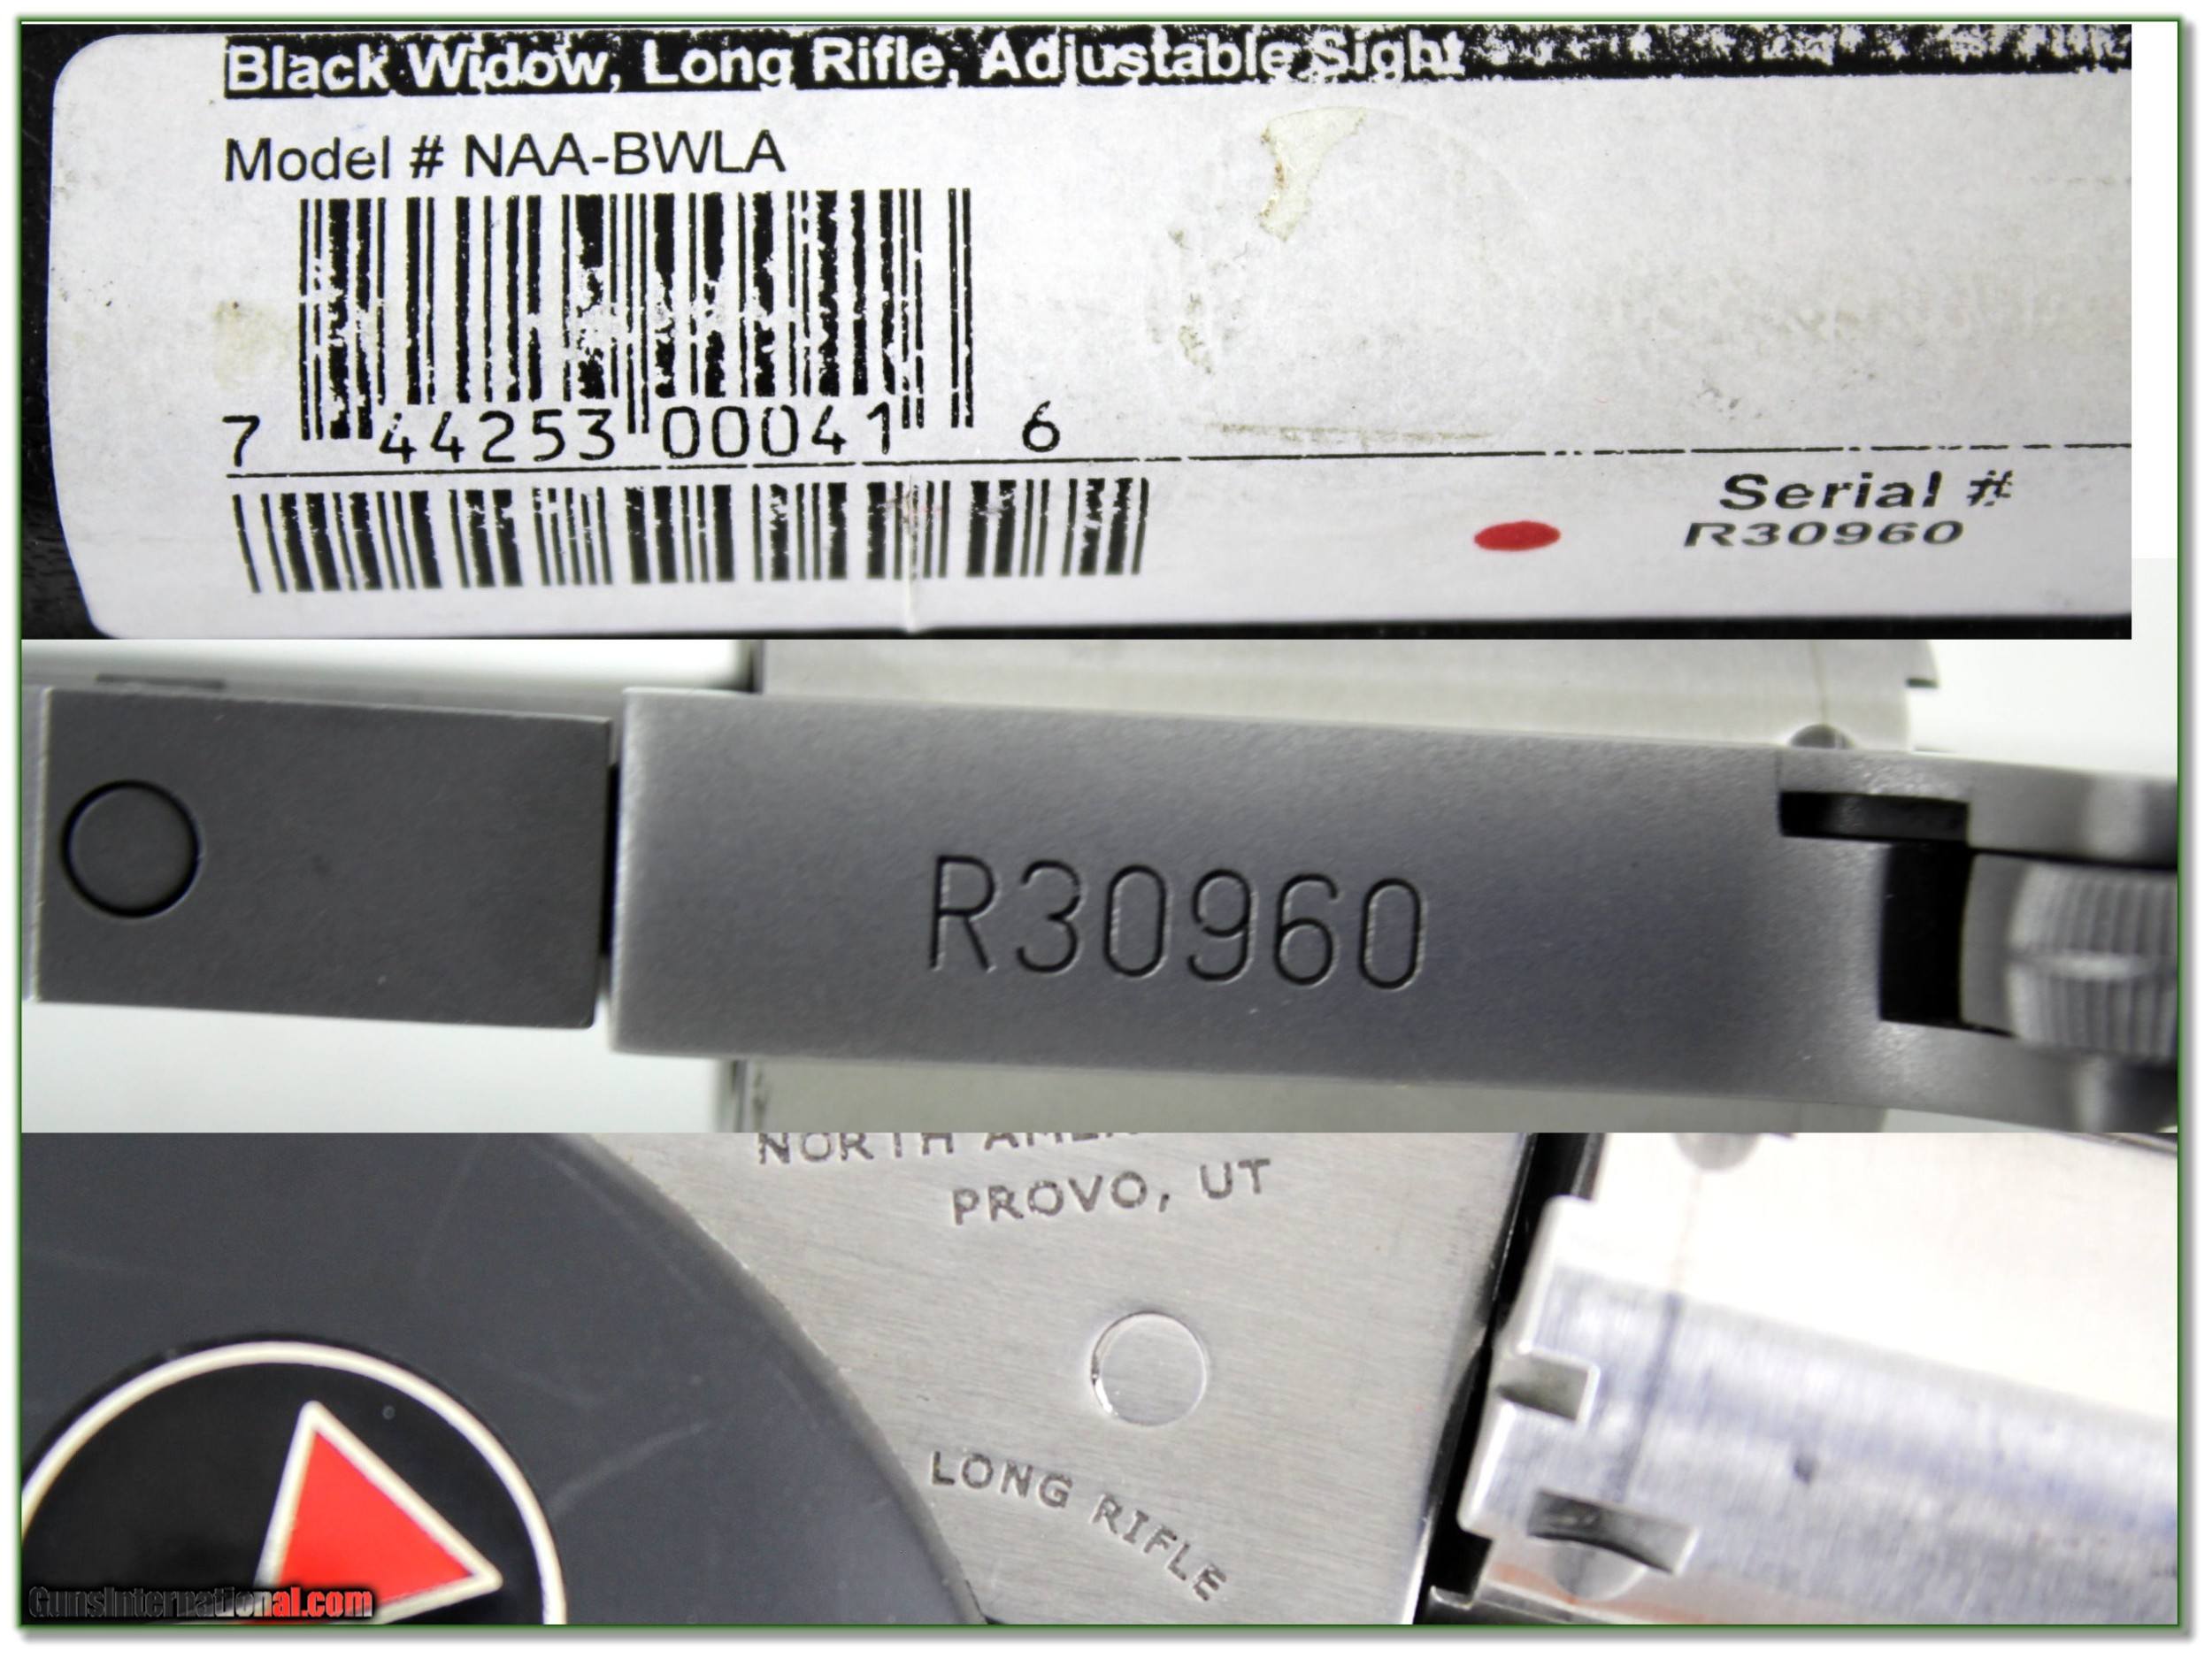 Black Widow, Long Rifle, Adjustable Sight
Model # NAA-BWLA
7 44253 00041 6
Serial #
R30960
R30960
NORTH
PROVO, UT
LONG RIFLE
GunsInternational.com